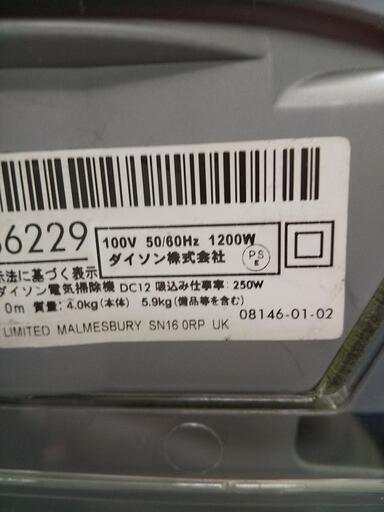 6229
100V 50/60Hz 1200W
ダイソン株式会社
PS
E
示法に基づく表示
ダイソン電気掃除機 DC12 吸込み仕事率: 250W
0m 質量: 4.0kg(本体) 5.9kg(備品等を含む)
08146-01-02
LIMITED MALMESBURY SN16 0RP UK